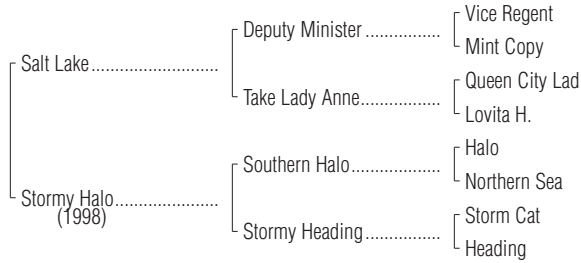 Vice Regent
Deputy Minister ................
Mint Copy
Salt Lake...........................
Queen City Lad
Take Lady Anne.................
Lovita H.
Halo
Southern Halo...................
Northern Sea
Stormy Halo......................
(1998)
Storm Cat
Stormy Heading................
Heading